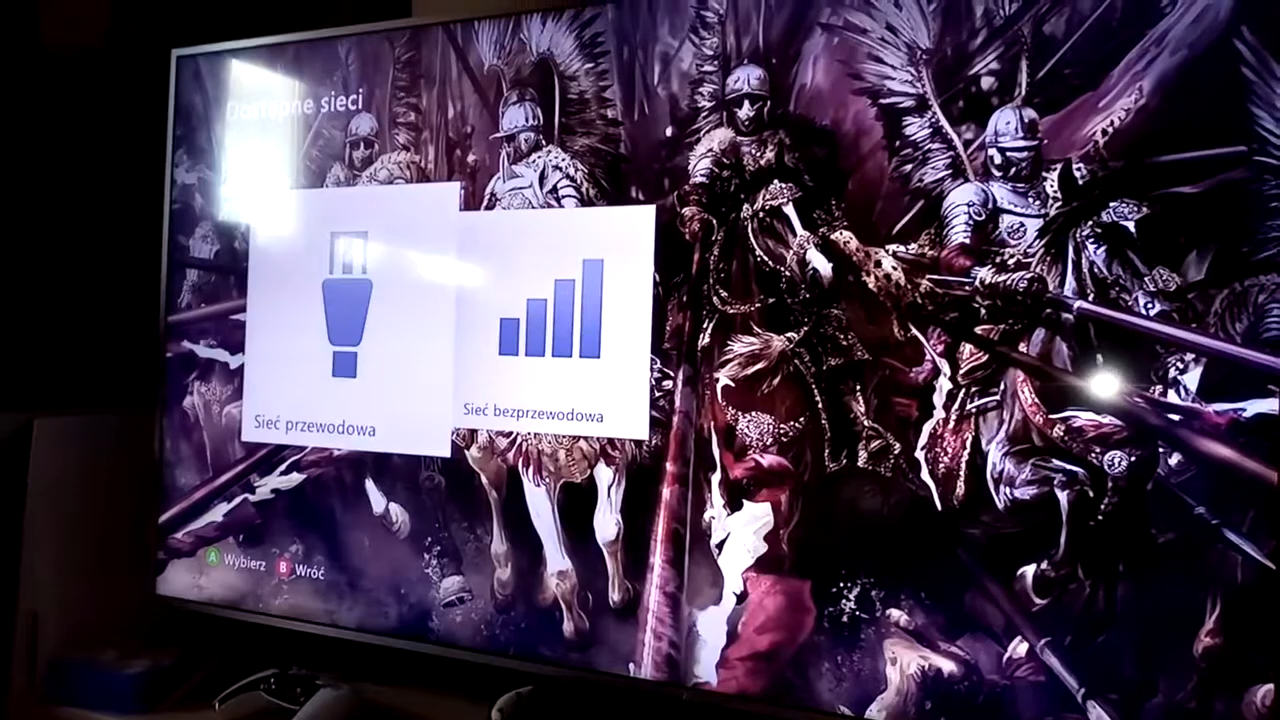 Dostępne sieci
Sieć przewodowa
Sieć bezprzewodowa
A Wybierz B Wróć